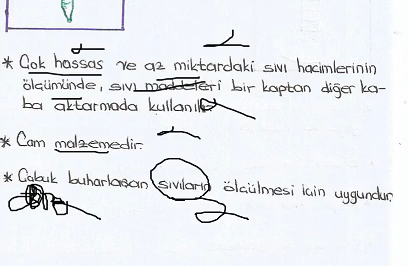 * Çok hassas ve az miktardaki sıvı hacimlerinin
ölçümünde, sıvı maddeleri bir kaptan diğer ka-
ba aktarmada kullanılır.
* Cam malzemedir.
* Çabuk buharlaşan sıvıların ölçülmesi için uygundur.